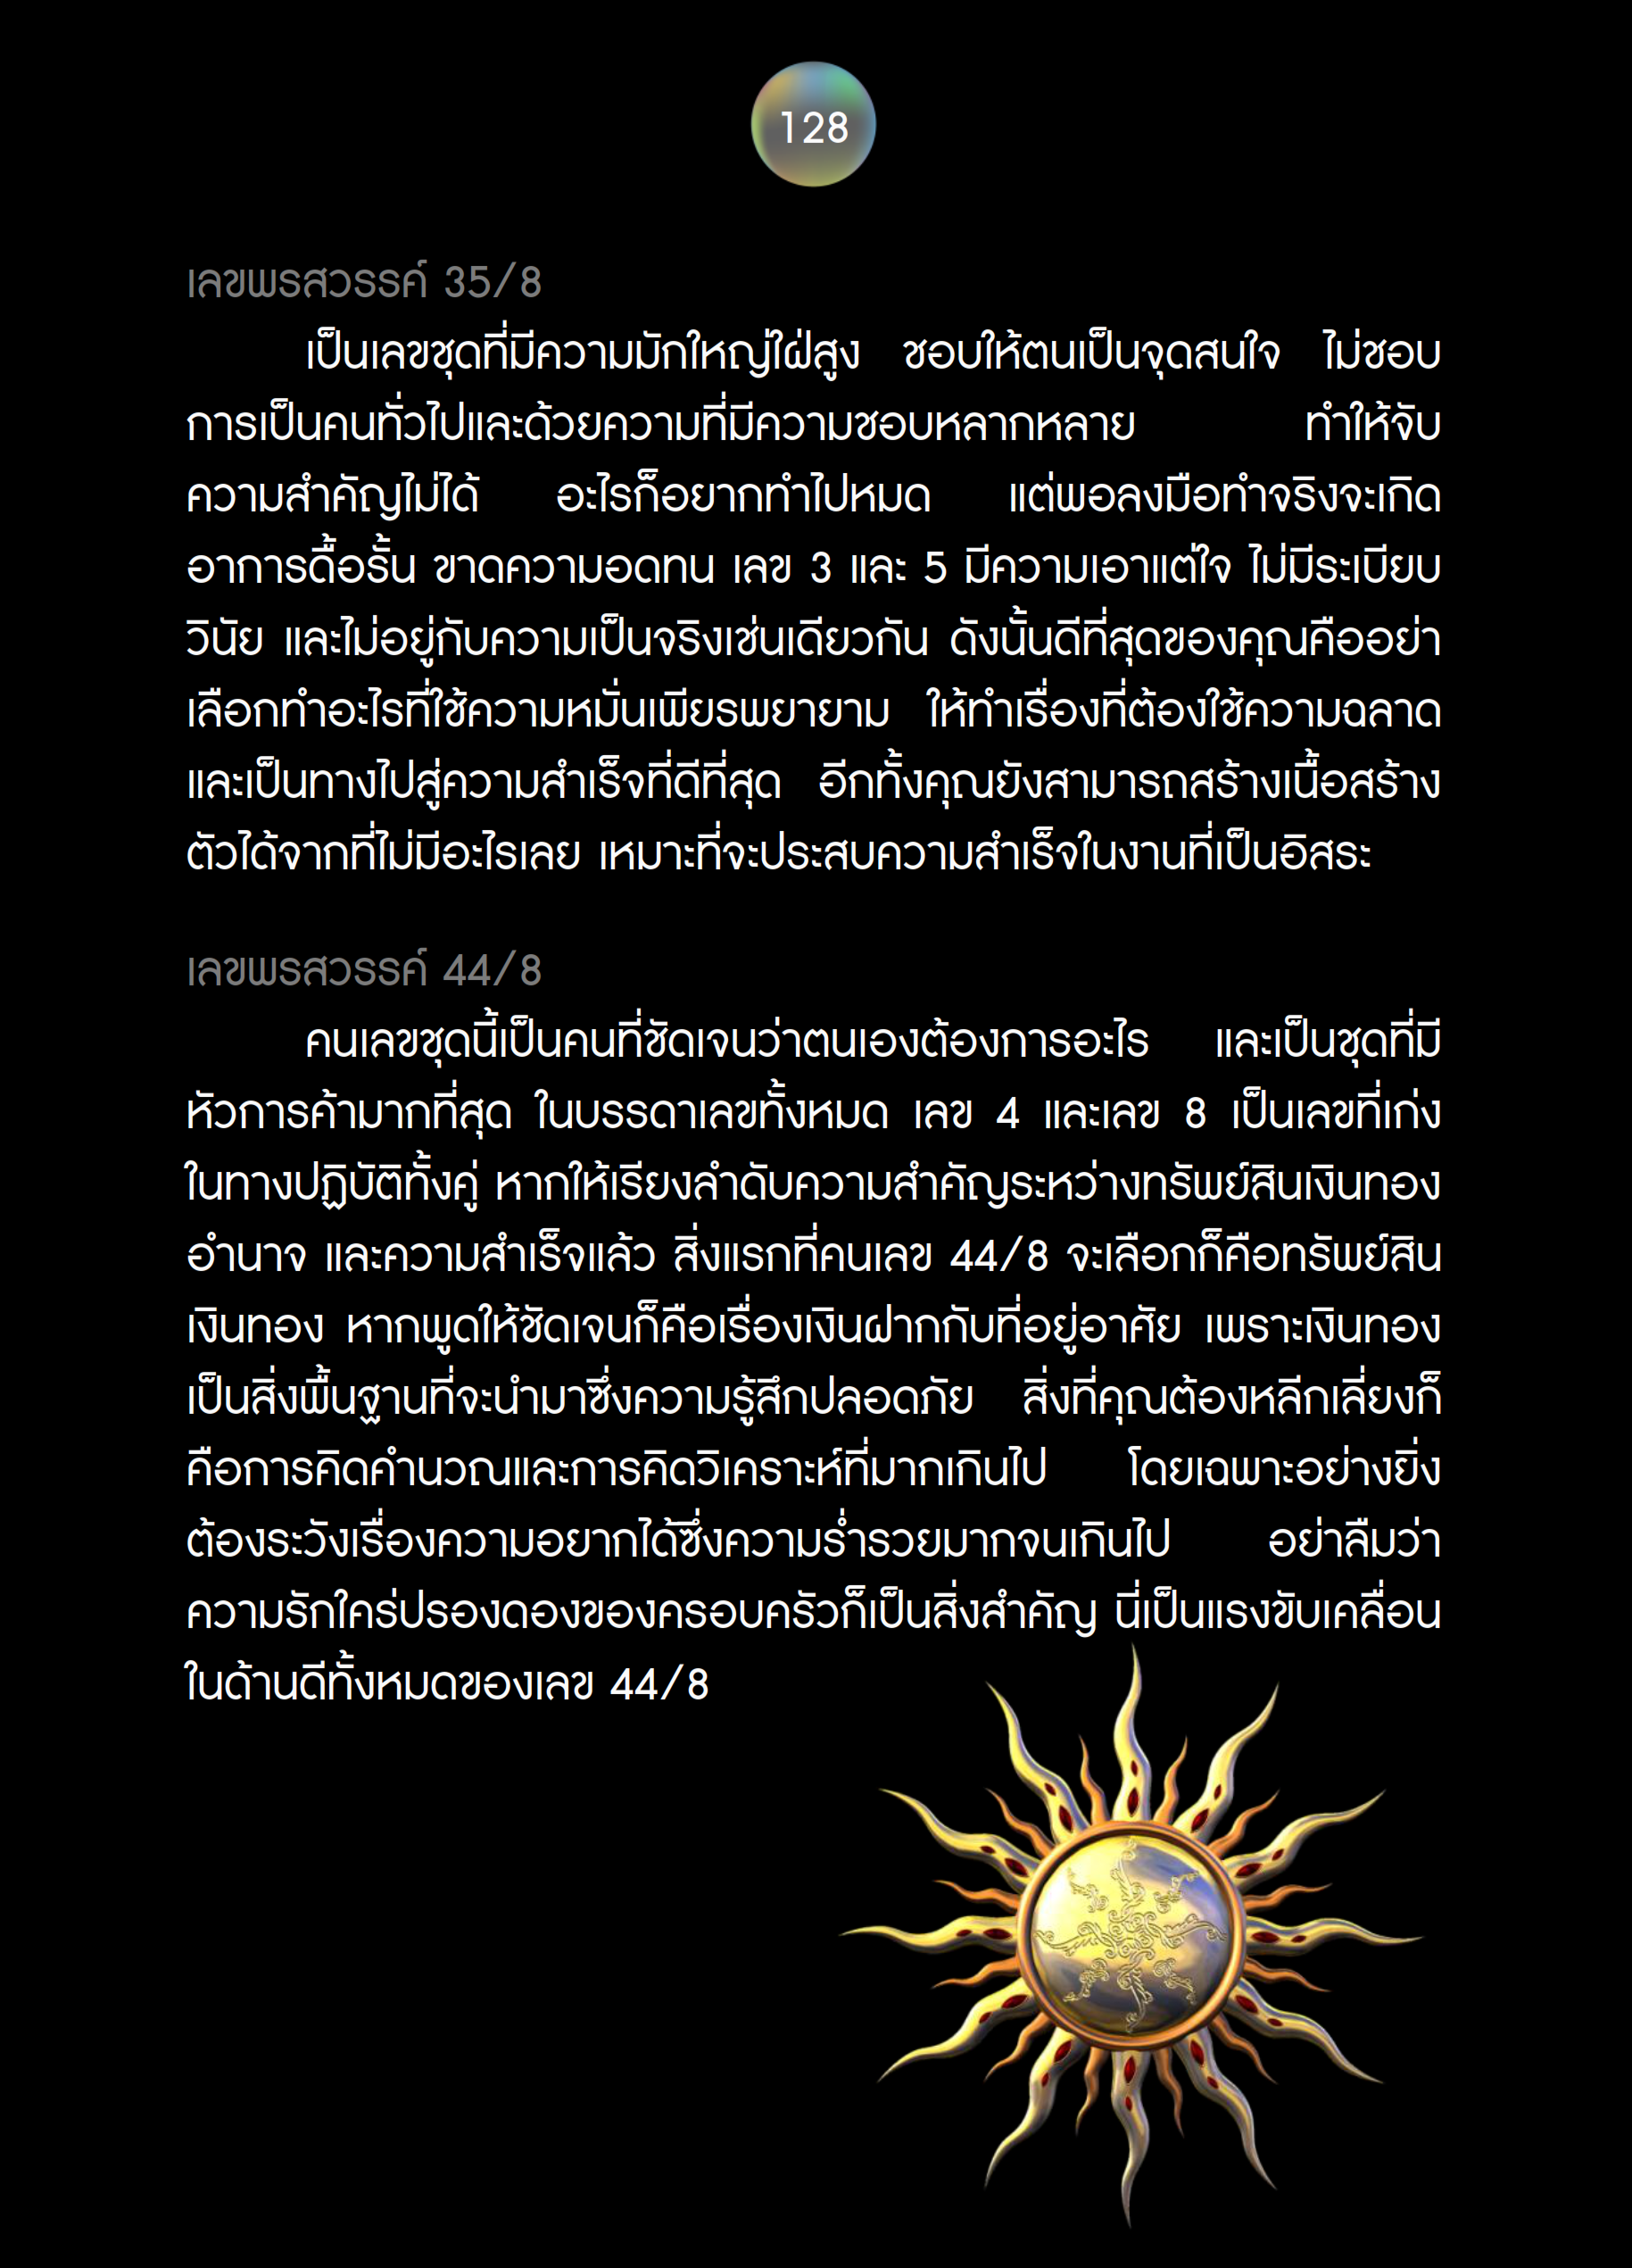 128
เลขพรสวรรค์ 35/8
เป็นเลขชุดที่มีความมักใหญ่ใฝ่สูง ชอบให้ตนเป็นจุดสนใจ ไม่ชอบ
การเป็นคนทั่วไปและด้วยความที่มีความชอบหลากหลาย ทำให้จับ
ความสำคัญไม่ได้ อะไรก็อยากทำไปหมด แต่พอลงมือทำจริงจะเกิด
อาการดื้อรั้น ขาดความอดทน เลข 3 และ 5 มีความเอาแต่ใจ ไม่มีระเบียบ
วินัย และไม่อยู่กับความเป็นจริงเช่นเดียวกัน ดังนั้นดีที่สุดของคุณคืออย่า
เลือกทำอะไรที่ใช้ความหมั่นเพียรพยายาม ให้ทำเรื่องที่ต้องใช้ความฉลาด
และเป็นทางไปสู่ความสำเร็จที่ดีที่สุด อีกทั้งคุณยังสามารถสร้างเนื้อสร้าง
ตัวได้จากที่ไม่มีอะไรเลย เหมาะที่จะประสบความสำเร็จในงานที่เป็นอิสระ
เลขพรสวรรค์ 44/8
คนเลขชุดนี้เป็นคนที่ชัดเจนว่าตนเองต้องการอะไร และเป็นชุดที่มี
หัวการค้ามากที่สุด ในบรรดาเลขทั้งหมด เลข 4 และเลข 8 เป็นเลขที่เก่ง
ในทางปฏิบัติทั้งคู่ หากให้เรียงลำดับความสำคัญระหว่างทรัพย์สินเงินทอง
อำนาจ และความสำเร็จแล้ว สิ่งแรกที่คนเลข 44/8 จะเลือกก็คือทรัพย์สิน
เงินทอง หากพูดให้ชัดเจนก็คือเรื่องเงินฝากกับที่อยู่อาศัย เพราะเงินทอง
เป็นสิ่งพื้นฐานที่จะนำมาซึ่งความรู้สึกปลอดภัย สิ่งที่คุณต้องหลีกเลี่ยงก็
คือการคิดคำนวณและการคิดวิเคราะห์ที่มากเกินไป โดยเฉพาะอย่างยิ่ง
ต้องระวังเรื่องความอยากได้ซึ่งความร่ำรวยมากจนเกินไป อย่าลืมว่า
ความรักใคร่ปรองดองของครอบครัวก็เป็นสิ่งสำคัญ นี่เป็นแรงขับเคลื่อน
ในด้านดีทั้งหมดของเลข 44/8